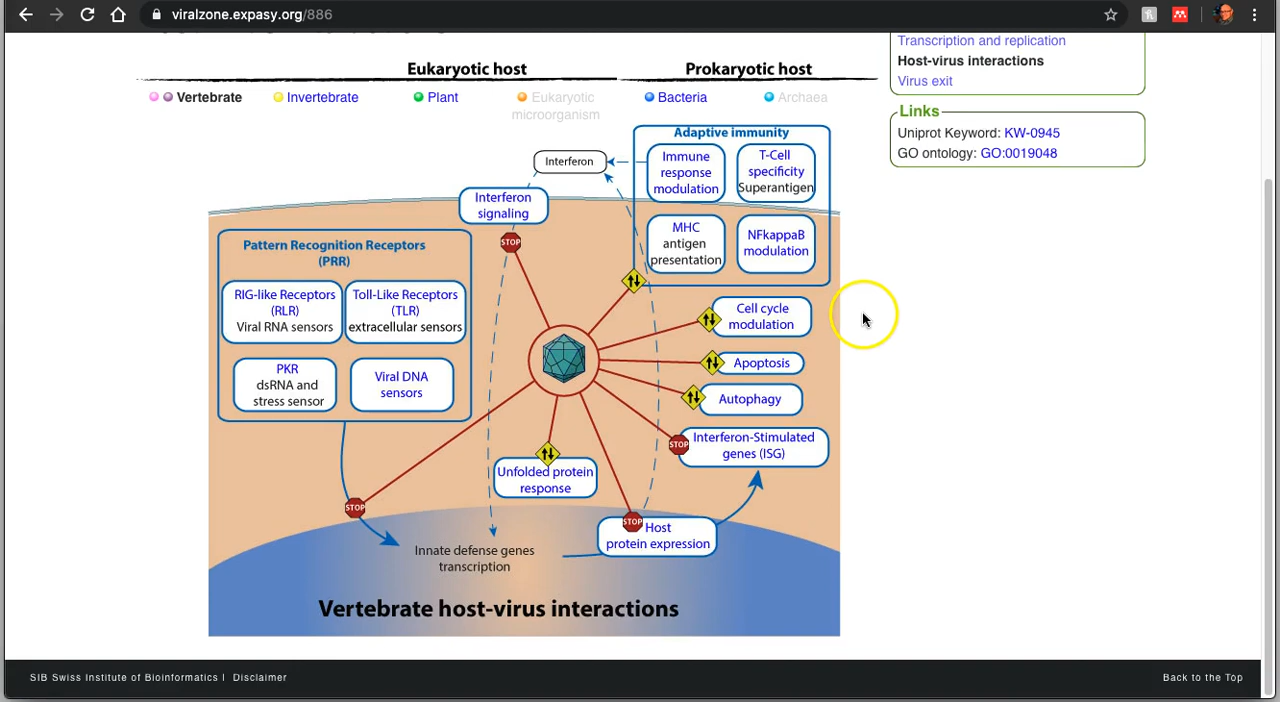 viralzone.expasy.org/886
Transcription and replication
Host-virus interactions
Virus exit
Links
Uniprot Keyword: KW-0945
GO ontology: GO:0019048
Eukaryotic host
Prokaryotic host
Vertebrate
Invertebrate
Plant
Eukaryotic
microorganism
Bacteria
Archaea
Adaptive immunity
Interferon
Immune
response
modulation
T-Cell
specificity
Superantigen
Interferon
signaling
MHC
antigen
presentation
NFkappaB
modulation
STOP
Pattern Recognition Receptors
(PRR)
RIG-like Receptors
(RLR)
Viral RNA sensors
Toll-Like Receptors
(TLR)
extracellular sensors
PKR
dsRNA and
stress sensor
Viral DNA
sensors
Cell cycle
modulation
Apoptosis
Autophagy
STOP
Interferon-Stimulated
genes (ISG)
Unfolded protein
response
STOP
STOP
Host
protein expression
Innate defense genes
transcription
Vertebrate host-virus interactions
SIB Swiss Institute of Bioinformatics | Disclaimer
Back to the Top